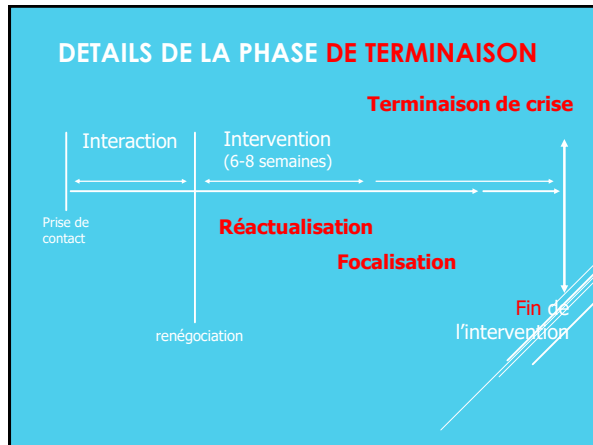 DETAILS DE LA PHASE DE TERMINAISON
Terminaison de crise
Interaction
Intervention
(6-8 semaines)
Prise de
contact
Réactualisation
Focalisation
Fin de
l'intervention
renégociation